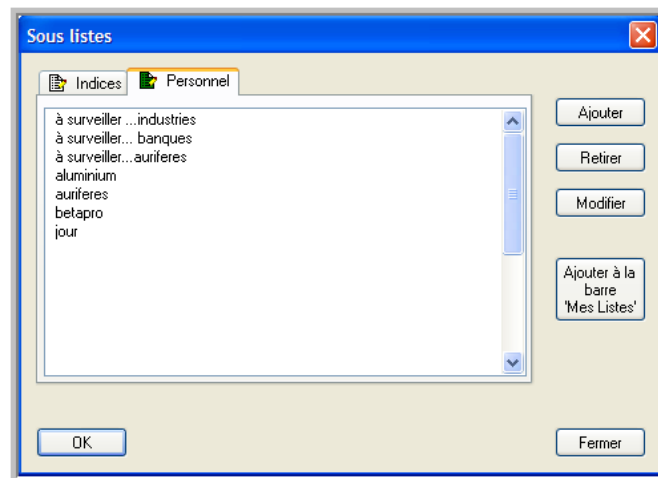 Sous listes
Indices
Personnel
à surveiller ...industries
à surveiller... banques
à surveiller...auriferes
aluminium
auriferes
betapro
jour
Ajouter
Retirer
Modifier
Ajouter à la
barre
'Mes Listes'
OK
Fermer